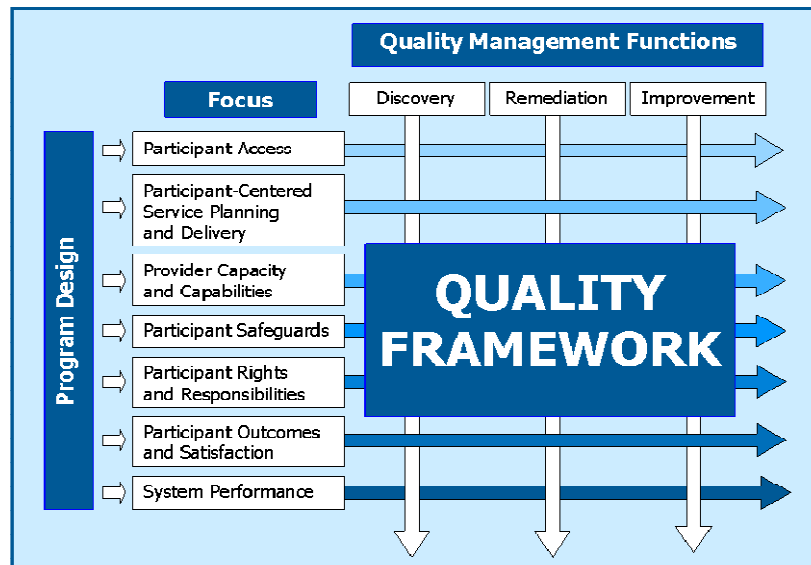 Quality Management Functions
Focus
Discovery
Remediation
Improvement
Program Design
Participant Access
Participant-Centered
Service Planning
and Delivery
Provider Capacity
and Capabilities
Participant Safeguards
Participant Rights
and Responsibilities
Participant Outcomes
and Satisfaction
System Performance
QUALITY
FRAMEWORK